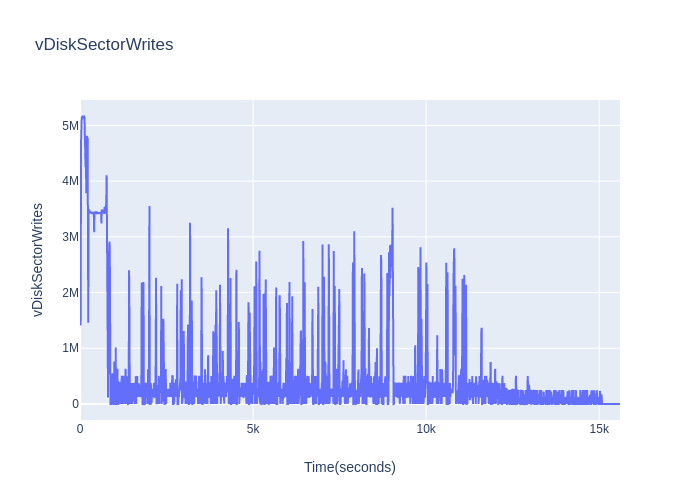 vDiskSectorWrites
5M
4M
3M
2M
1M
0
vDiskSectorWrites
0
5k
10k
15k
Time(seconds)